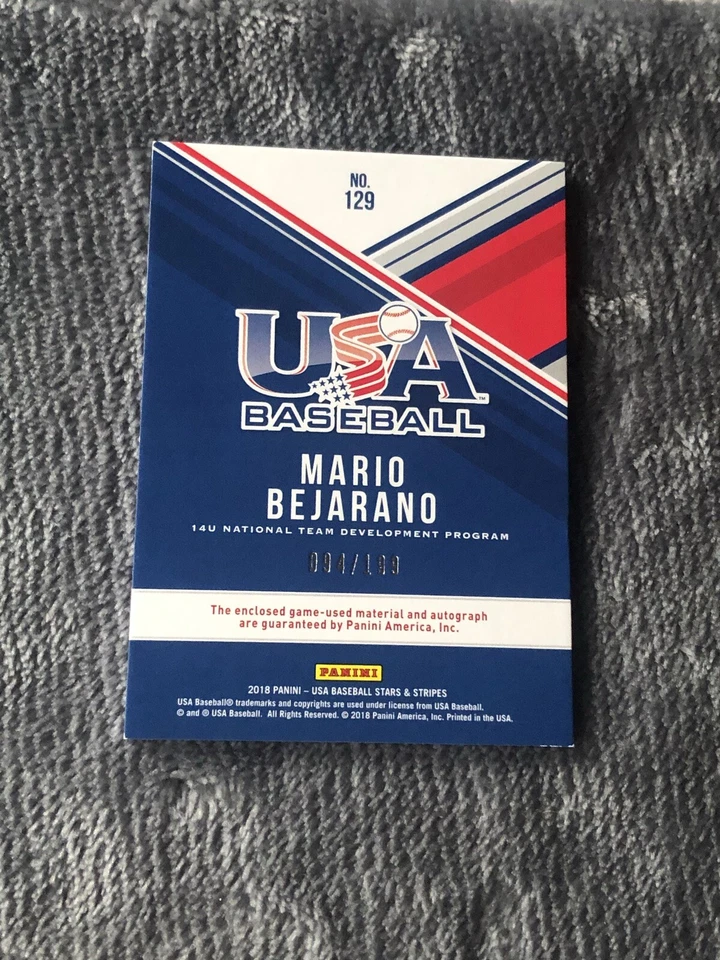 NO.
129
USA
BASEBALL™
MARIO
BEJARANO
14U NATIONAL TEAM DEVELOPMENT PROGRAM
094/199
The enclosed game-used material and autograph
are guaranteed by Panini America, Inc.
PANINI
2018 PANINI – USA BASEBALL STARS & STRIPES
USA Baseball® trademarks and copyrights are used under license from USA Baseball.
© and ® USA Baseball. All Rights Reserved. © 2018 Panini America, Inc. Printed in the USA.